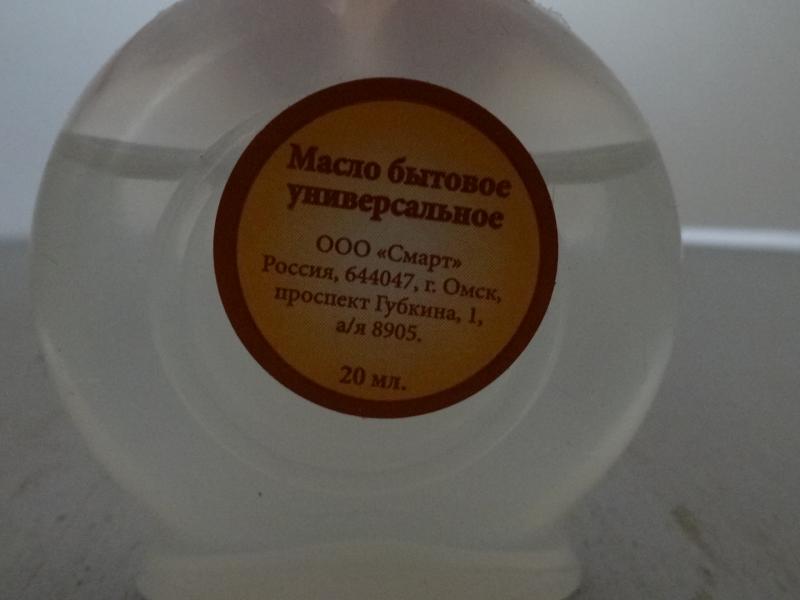 Масло бытовое
универсальное
ООО «Смарт»
Россия, 644047, г. Омск,
проспект Губкина, 1,
а/я 8905.
20 мл.